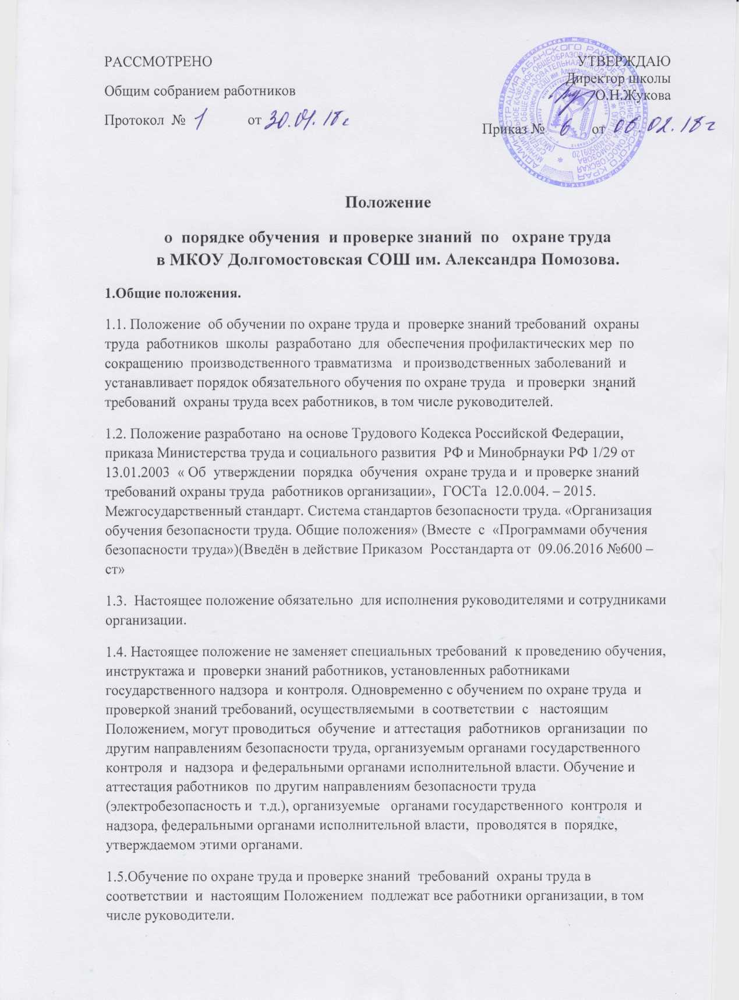 РАССМОТРЕНО
Общим собранием работников
Протокол № 1 от 30.01.18г
УТВЕРЖДАЮ
Директор школы
О.Н.Жукова
Приказ № 6 от 06.02.18г
Положение
о порядке обучения и проверке знаний по охране труда
в МКОУ Долгомостовская СОШ им. Александра Помозова.
1.Общие положения.
1.1. Положение об обучении по охране труда и проверке знаний требований охраны
труда работников школы разработано для обеспечения профилактических мер по
сокращению производственного травматизма и производственных заболеваний и
устанавливает порядок обязательного обучения по охране труда и проверки знаний
требований охраны труда всех работников, в том числе руководителей.
1.2. Положение разработано на основе Трудового Кодекса Российской Федерации,
приказа Министерства труда и социального развития РФ и Минобрнауки РФ 1/29 от
13.01.2003 « Об утверждении порядка обучения охране труда и и проверке знаний
требований охраны труда работников организации», ГОСТа 12.0.004. – 2015.
Межгосударственный стандарт. Система стандартов безопасности труда. «Организация
обучения безопасности труда. Общие положения» (Вместе с «Программами обучения
безопасности труда»)(Введён в действие Приказом Росстандарта от 09.06.2016 №600 –
ст»
1.3. Настоящее положение обязательно для исполнения руководителями и сотрудниками
организации.
1.4. Настоящее положение не заменяет специальных требований к проведению обучения,
инструктажа и проверки знаний работников, установленных работниками
государственного надзора и контроля. Одновременно с обучением по охране труда и
проверкой знаний требований, осуществляемыми в соответствии с настоящим
Положением, могут проводиться обучение и аттестация работников организации по
другим направлениям безопасности труда, организуемым органами государственного
контроля и надзора и федеральными органами исполнительной власти. Обучение и
аттестация работников по другим направлениям безопасности труда
(электробезопасность и т.д.), организуемые органами государственного контроля и
надзора, федеральными органами исполнительной власти, проводятся в порядке,
утверждаемом этими органами.
1.5.Обучение по охране труда и проверке знаний требований охраны труда в
соответствии и настоящим Положением подлежат все работники организации, в том
числе руководители.